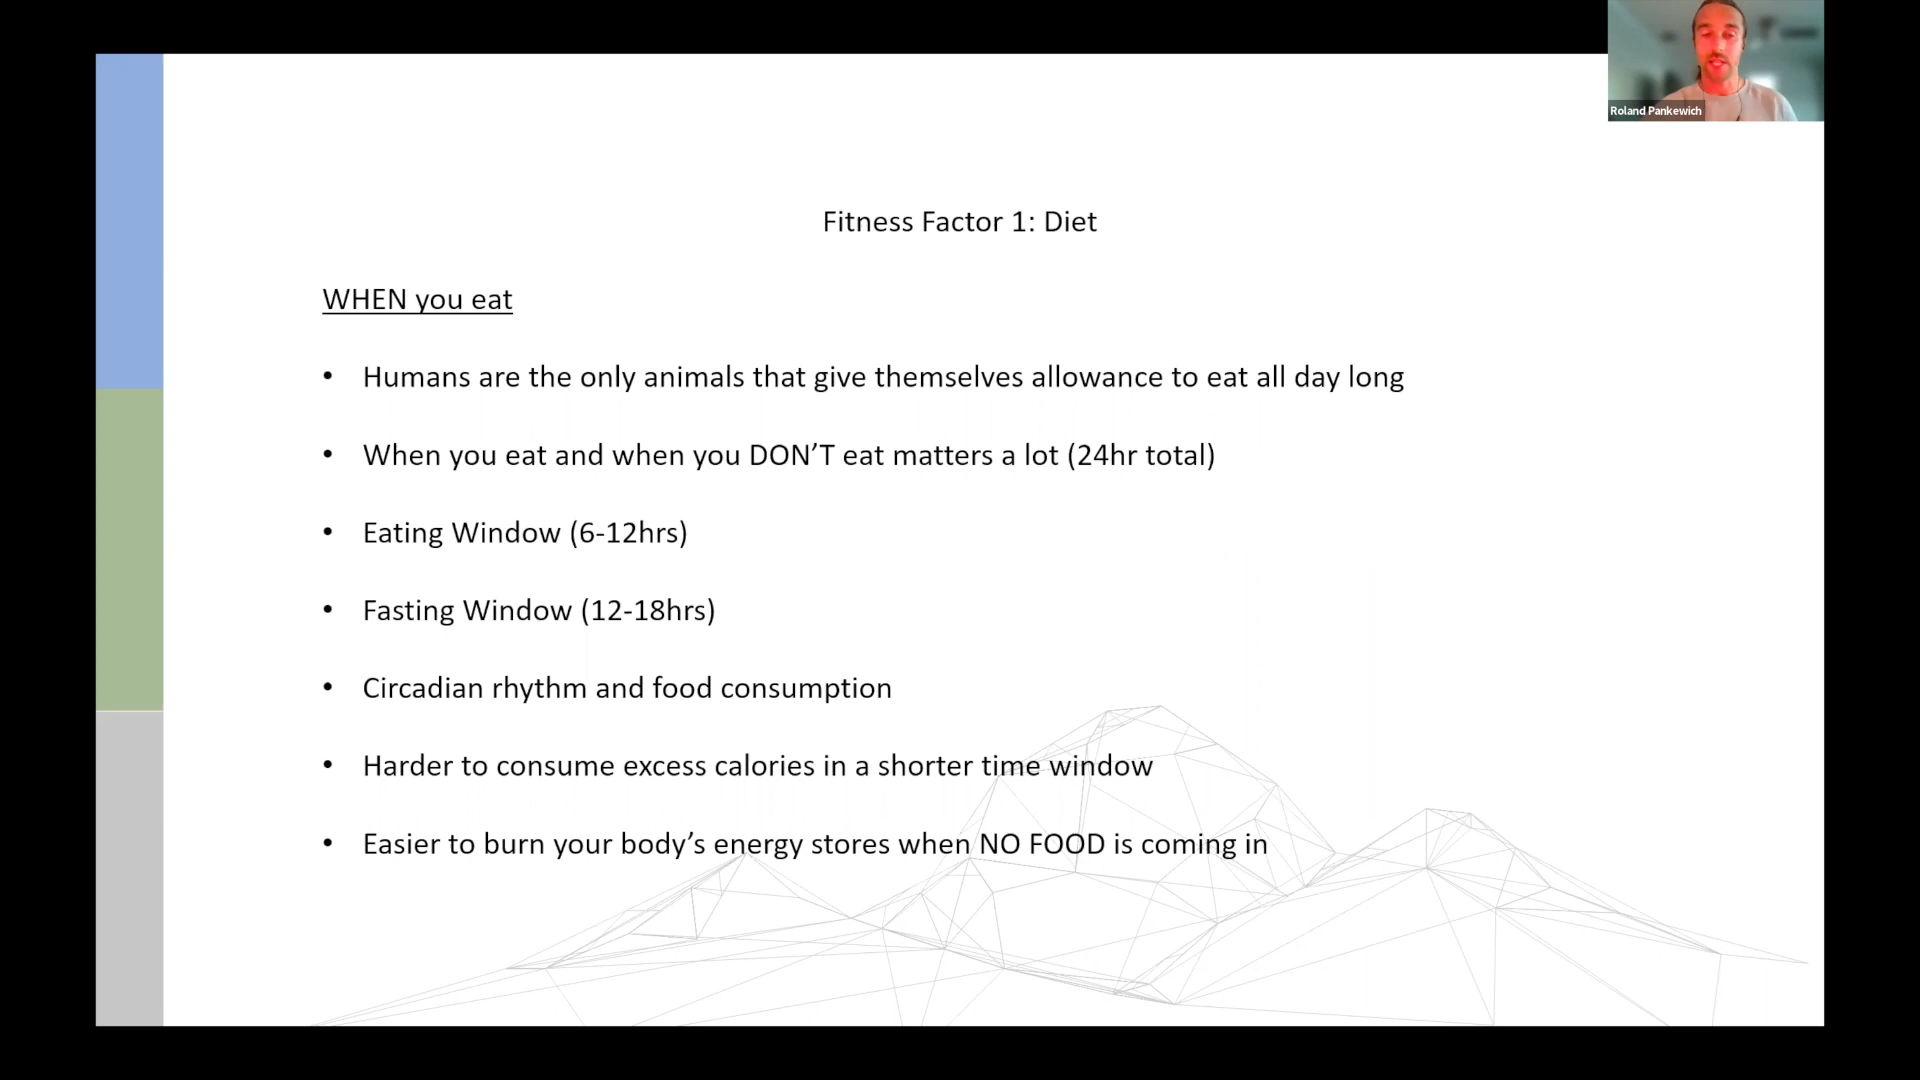 Roland Pankewich
Fitness Factor 1: Diet
WHEN you eat
• Humans are the only animals that give themselves allowance to eat all day long
• When you eat and when you DON’T eat matters a lot (24hr total)
• Eating Window (6-12hrs)
• Fasting Window (12-18hrs)
• Circadian rhythm and food consumption
• Harder to consume excess calories in a shorter time window
• Easier to burn your body’s energy stores when NO FOOD is coming in